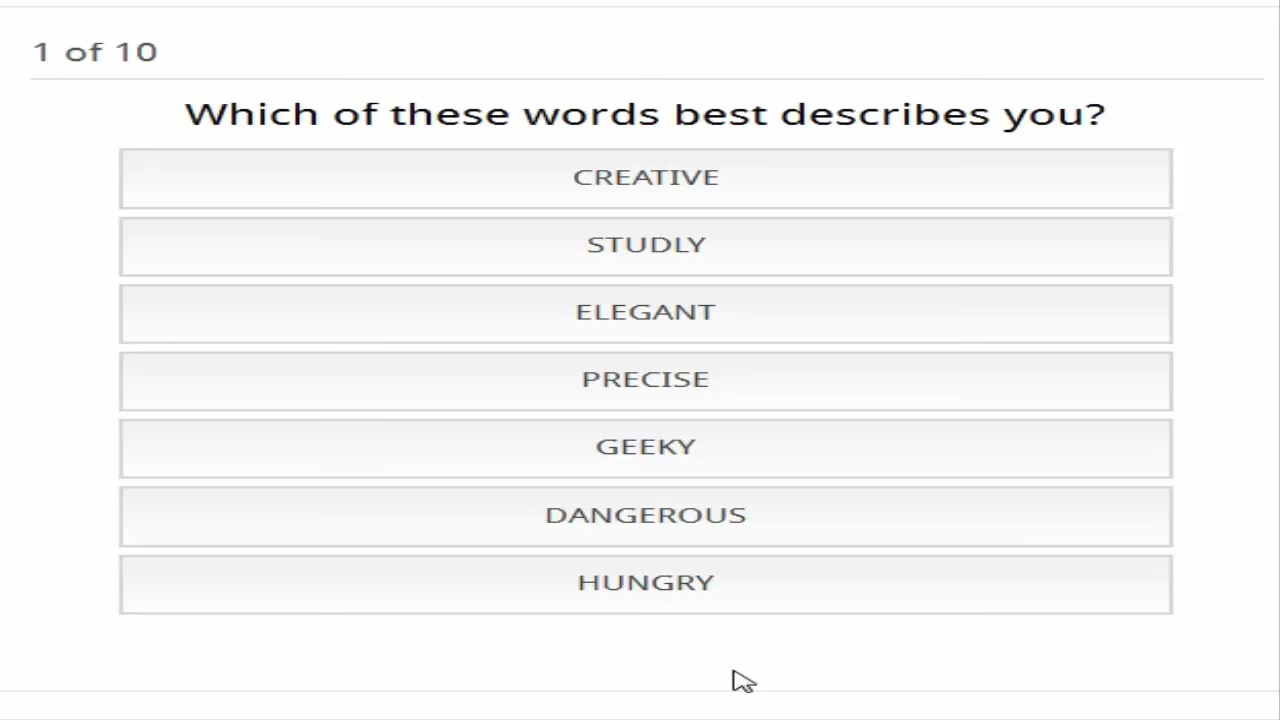 1 of 10
Which of these words best describes you?
CREATIVE
STUDLY
ELEGANT
PRECISE
GEEKY
DANGEROUS
HUNGRY